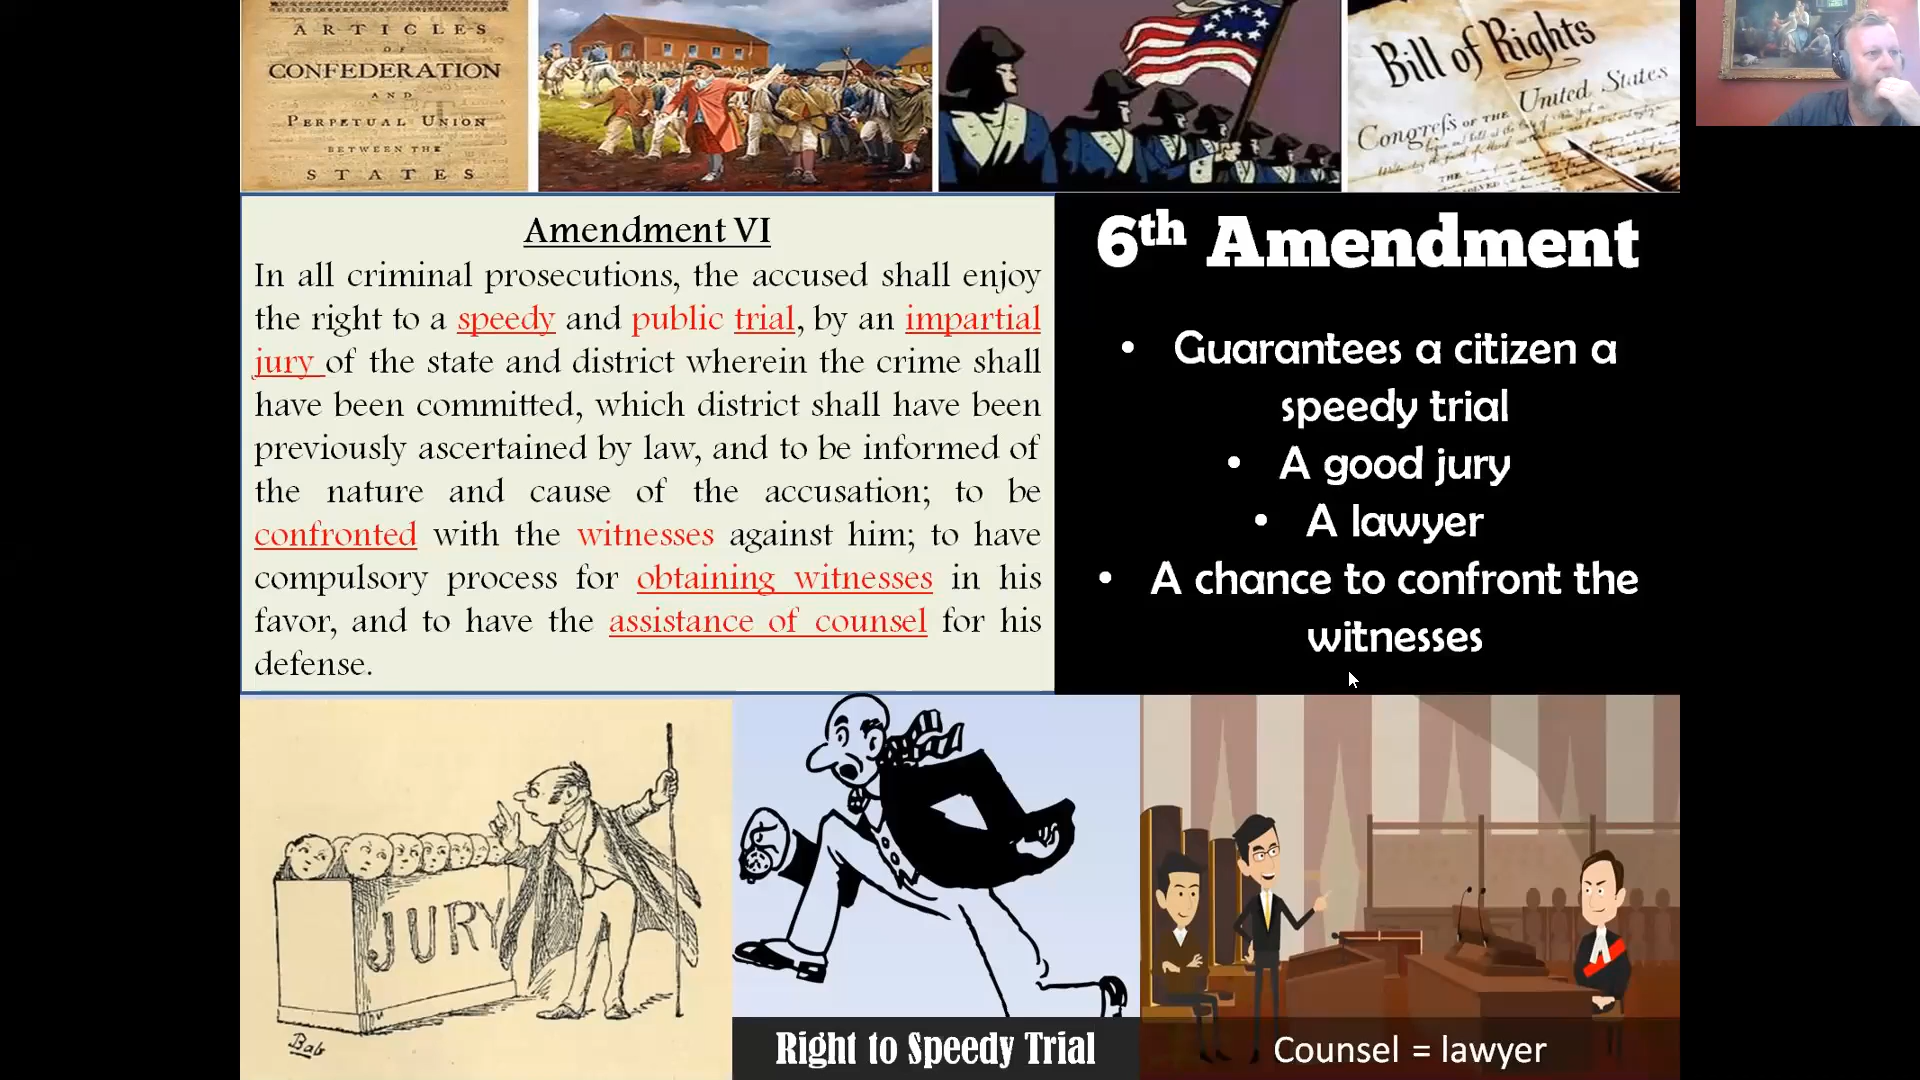 ARTICLES
OF
CONFEDERATION
AND
PERPETUAL UNION
BETWEEN THE
STATES
Bill of Rights
Congreſs OF THE United States
THE
Amendment VI
In all criminal prosecutions, the accused shall enjoy
the right to a speedy and public trial, by an impartial
jury of the state and district wherein the crime shall
have been committed, which district shall have been
previously ascertained by law, and to be informed of
the nature and cause of the accusation; to be
confronted with the witnesses against him; to have
compulsory process for obtaining witnesses in his
favor, and to have the assistance of counsel for his
defense.
6th Amendment
• Guarantees a citizen a
speedy trial
• A good jury
• A lawyer
• A chance to confront the
witnesses
JURY
Bab
Right to Speedy Trial
Counsel = lawyer